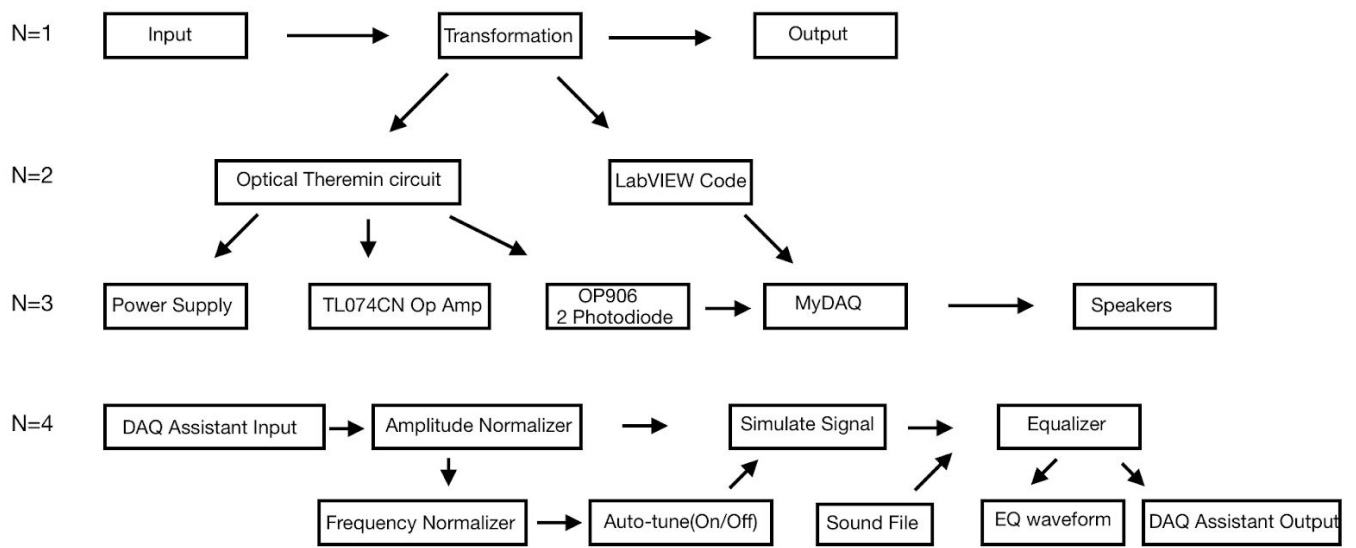 N=1
Input
Transformation
Output
N=2
Optical Theremin circuit
LabVIEW Code
N=3
Power Supply
TL074CN Op Amp
OP906
2 Photodiode
MyDAQ
Speakers
N=4
DAQ Assistant Input
Amplitude Normalizer
Simulate Signal
Equalizer
Frequency Normalizer
Auto-tune(On/Off)
Sound File
EQ waveform
DAQ Assistant Output